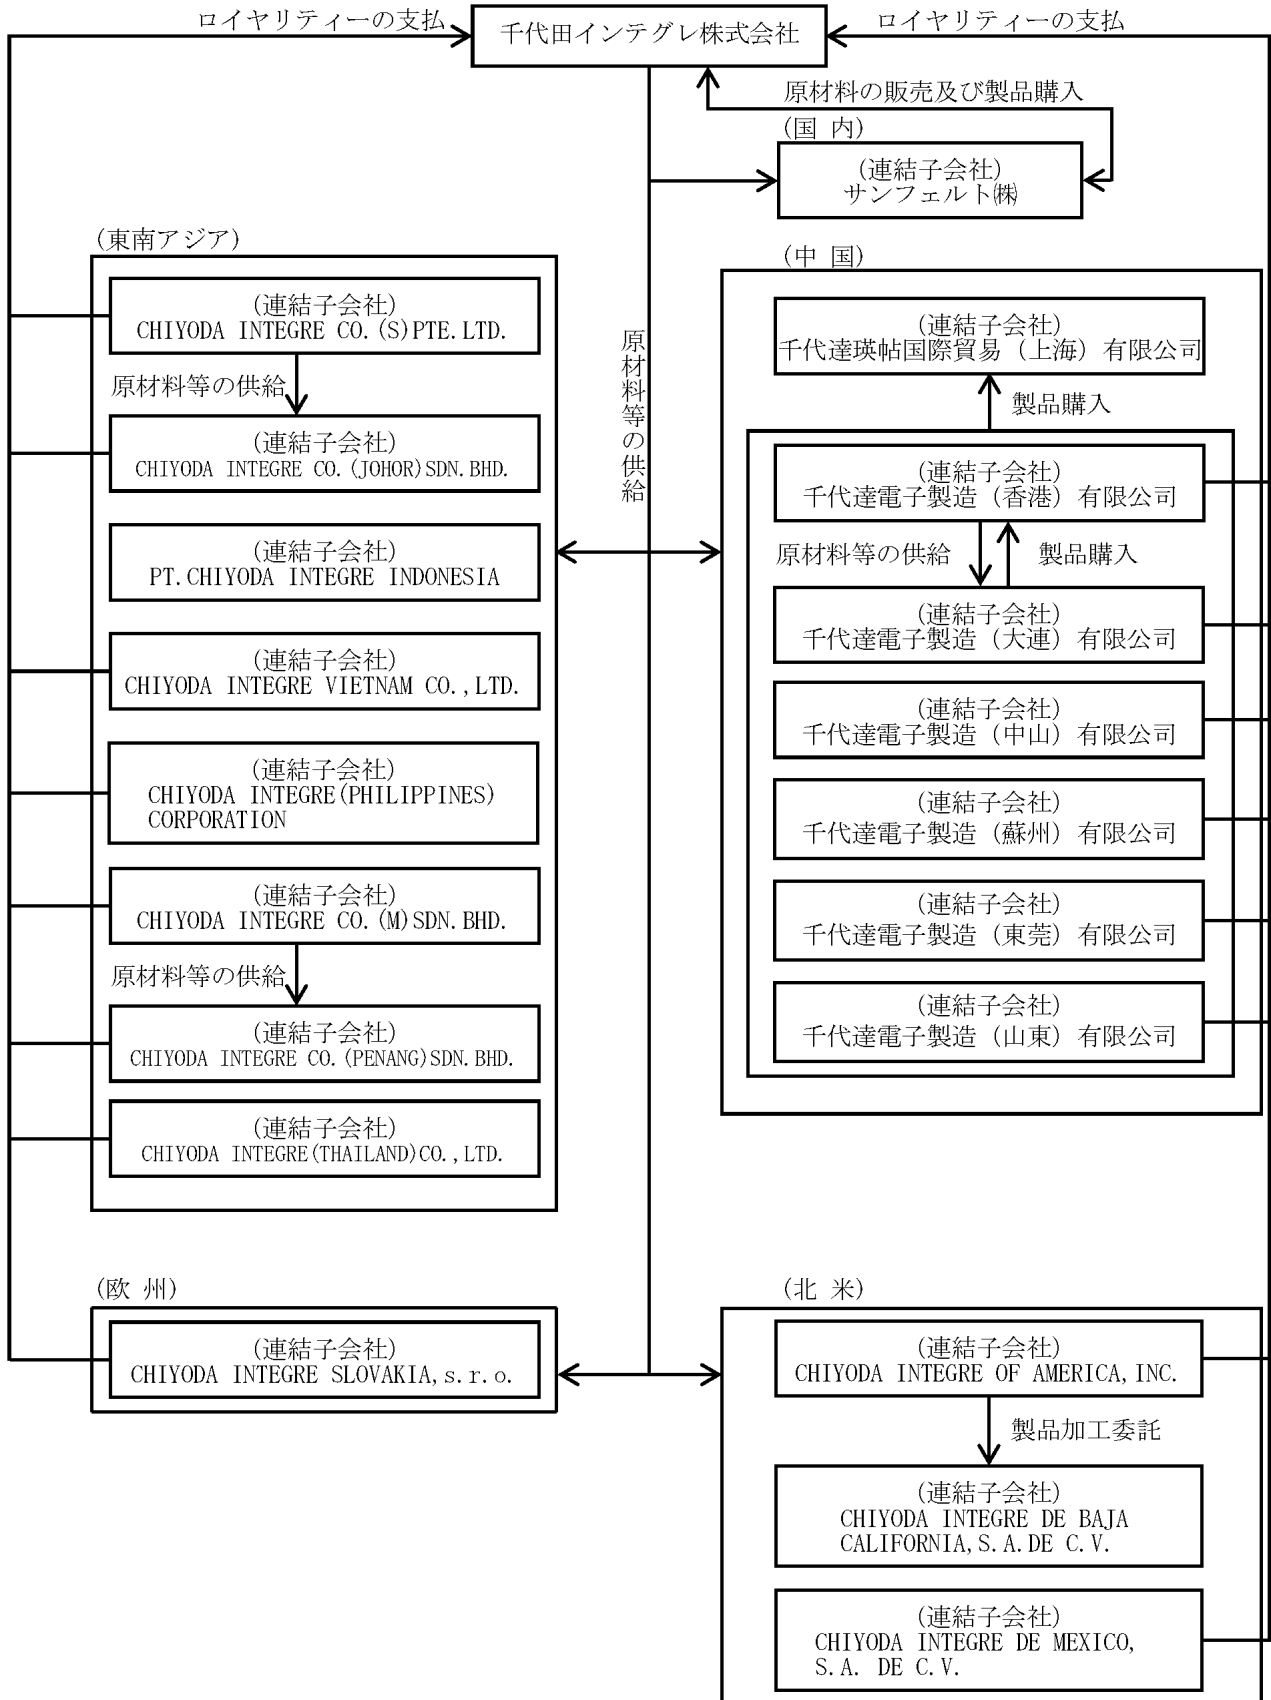 ロイヤリティーの支払
千代田インテグレ株式会社
ロイヤリティーの支払
原材料の販売及び製品購入
(国 内)
(連結子会社)
サンフェルト㈱
原材料等の供給
(東南アジア)
(連結子会社)
CHIYODA INTEGRE CO.(S)PTE.LTD.
原材料等の供給
(連結子会社)
CHIYODA INTEGRE CO.(JOHOR)SDN.BHD.
(連結子会社)
PT.CHIYODA INTEGRE INDONESIA
(連結子会社)
CHIYODA INTEGRE VIETNAM CO.,LTD.
(連結子会社)
CHIYODA INTEGRE(PHILIPPINES)
CORPORATION
(連結子会社)
CHIYODA INTEGRE CO.(M)SDN.BHD.
原材料等の供給
(連結子会社)
CHIYODA INTEGRE CO.(PENANG)SDN.BHD.
(連結子会社)
CHIYODA INTEGRE(THAILAND)CO.,LTD.
(中 国)
(連結子会社)
千代達瑛帖国際貿易（上海）有限公司
製品購入
(連結子会社)
千代達電子製造（香港）有限公司
原材料等の供給
製品購入
(連結子会社)
千代達電子製造（大連）有限公司
(連結子会社)
千代達電子製造（中山）有限公司
(連結子会社)
千代達電子製造（蘇州）有限公司
(連結子会社)
千代達電子製造（東莞）有限公司
(連結子会社)
千代達電子製造（山東）有限公司
(欧 州)
(連結子会社)
CHIYODA INTEGRE SLOVAKIA,s.r.o.
(北 米)
(連結子会社)
CHIYODA INTEGRE OF AMERICA,INC.
製品加工委託
(連結子会社)
CHIYODA INTEGRE DE BAJA
CALIFORNIA,S.A.DE C.V.
(連結子会社)
CHIYODA INTEGRE DE MEXICO,
S.A. DE C.V.